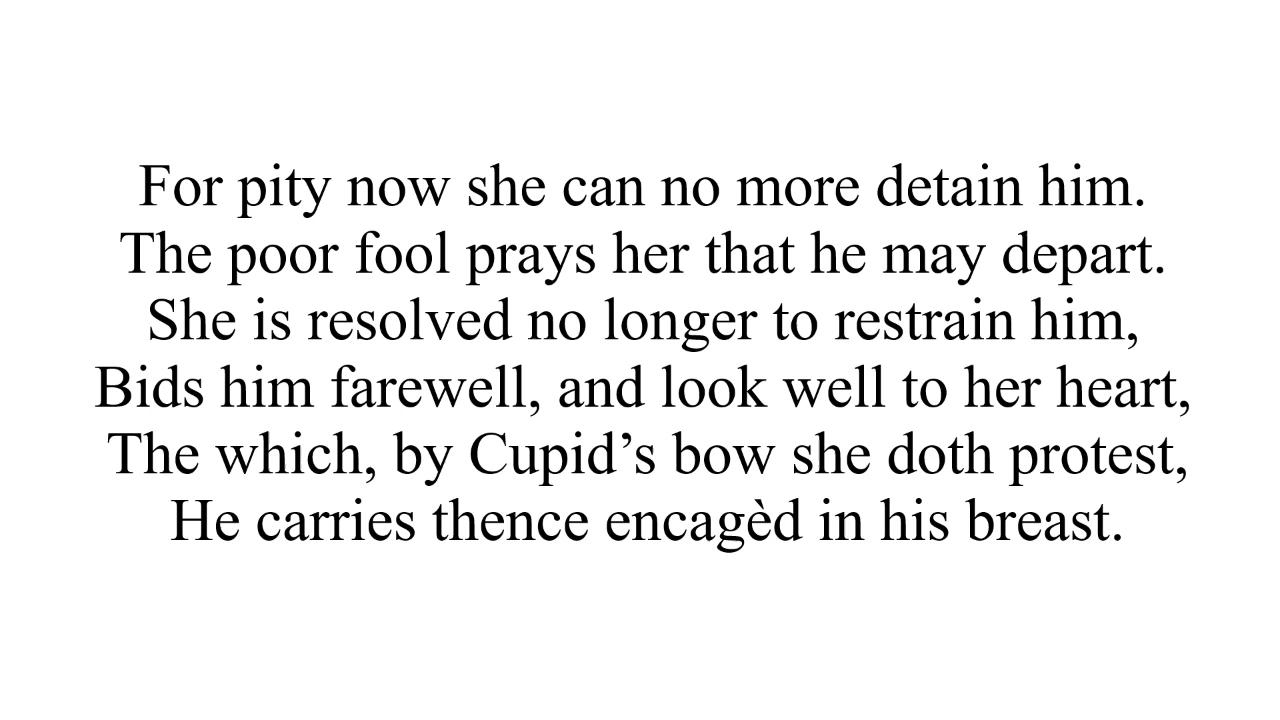 For pity now she can no more detain him.
The poor fool prays her that he may depart.
She is resolved no longer to restrain him,
Bids him farewell, and look well to her heart,
The which, by Cupid’s bow she doth protest,
He carries thence encagèd in his breast.